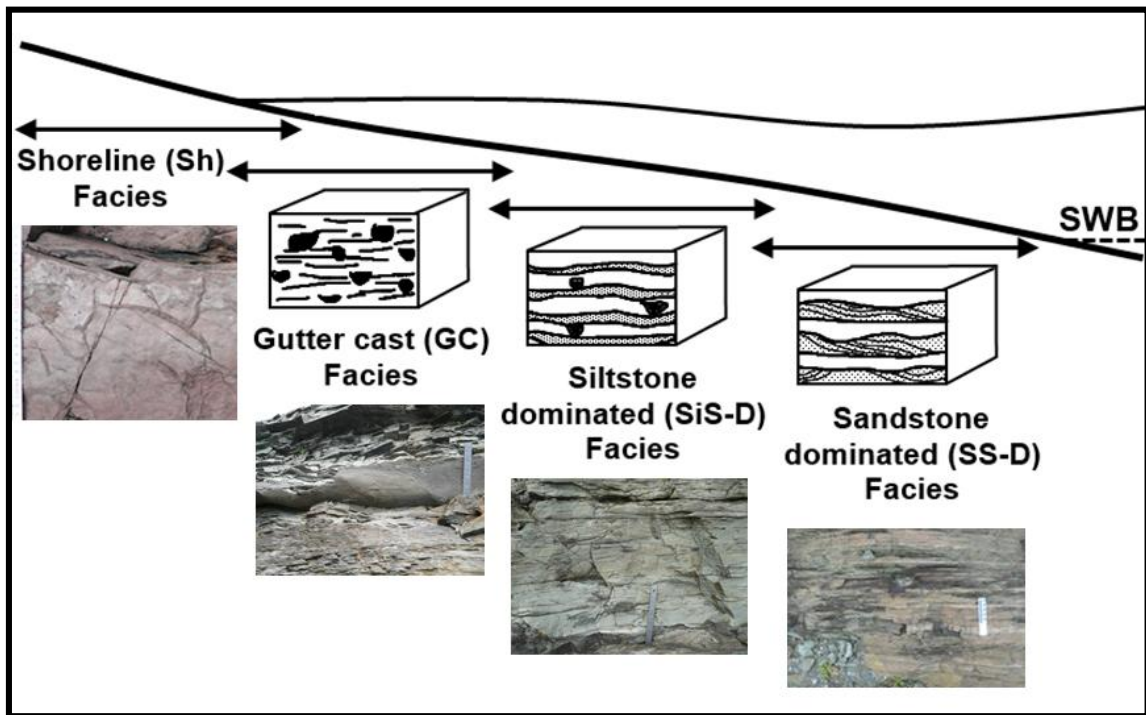 Shoreline (Sh)
Facies
Gutter cast (GC)
Facies
Siltstone
dominated (SiS-D)
Facies
Sandstone
dominated (SS-D)
Facies
SWB